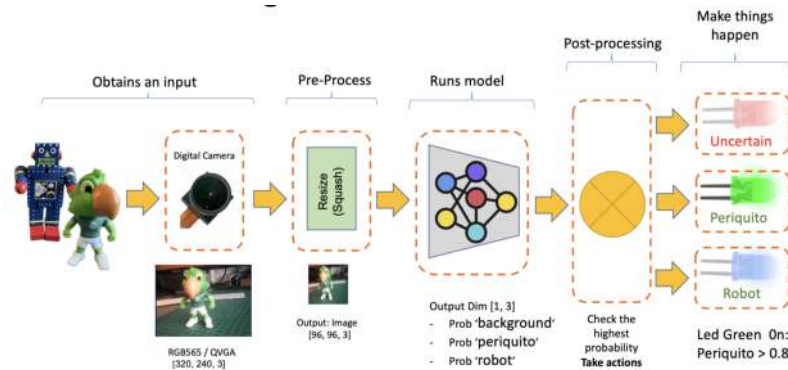 Obtains an input
Pre-Process
Runs model
Post-processing
Make things
happen
Digital Camera
Resize
(Squash)
Uncertain
Periquito
Robot
RGB565 / QVGA
[320, 240, 3]
Output: Image
[96, 96, 3]
Output Dim [1, 3]
- Prob 'background'
- Prob 'periquito'
- Prob 'robot'
Check the
highest
probability
Take actions
Led Green 0n:
Periquito > 0.8